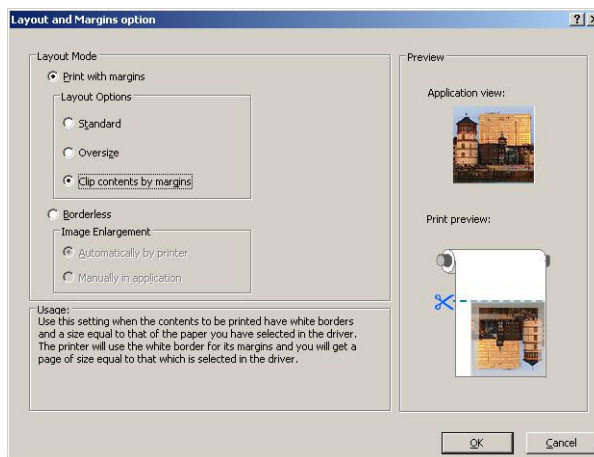 Layout and Margins option
Layout Mode
Print with margins
Layout Options
Standard
Oversize
Clip contents by margins
Borderless
Image Enlargement
Automatically by printer
Manually in application
Usage:
Use this setting when the contents to be printed have white borders
and a size equal to that of the paper you have selected in the driver.
The printer will use the white border for its margins and you will get a
page of size equal to that which is selected in the driver.
Preview
Application view:
Print preview:
OK
Cancel